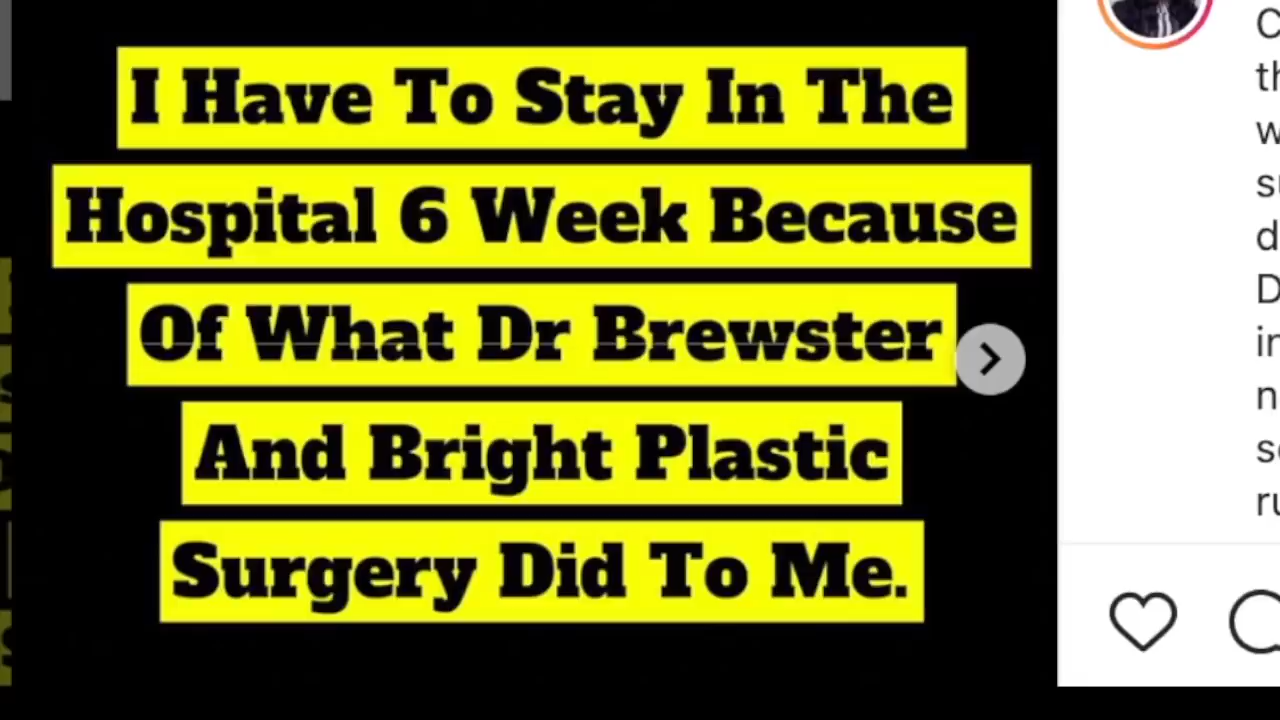 I Have To Stay In The
Hospital 6 Week Because
Of What Dr Brewster
And Bright Plastic
Surgery Did To Me.